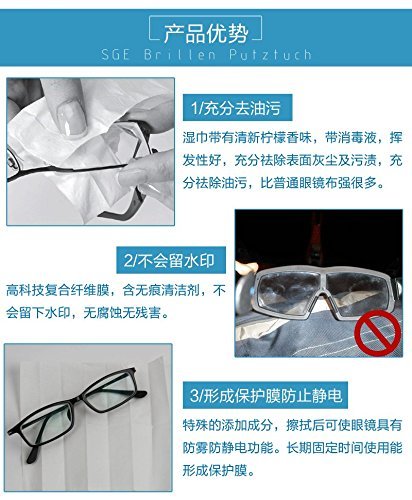 产品优势
SGE Brillen Putztuch
1/充分去油污
湿巾带有清新柠檬香味，带消毒液，挥
发性好，充分祛除表面灰尘及污渍，充
分祛除油污，比普通眼镜布强很多。
2/不会留水印
高科技复合纤维膜，含无痕清洁剂，不
会留下水印，无腐蚀无残害。
3/形成保护膜防止静电
特殊的添加成分，擦拭后可使眼镜具有
防雾防静电功能。长期固定时间使用能
形成保护膜。